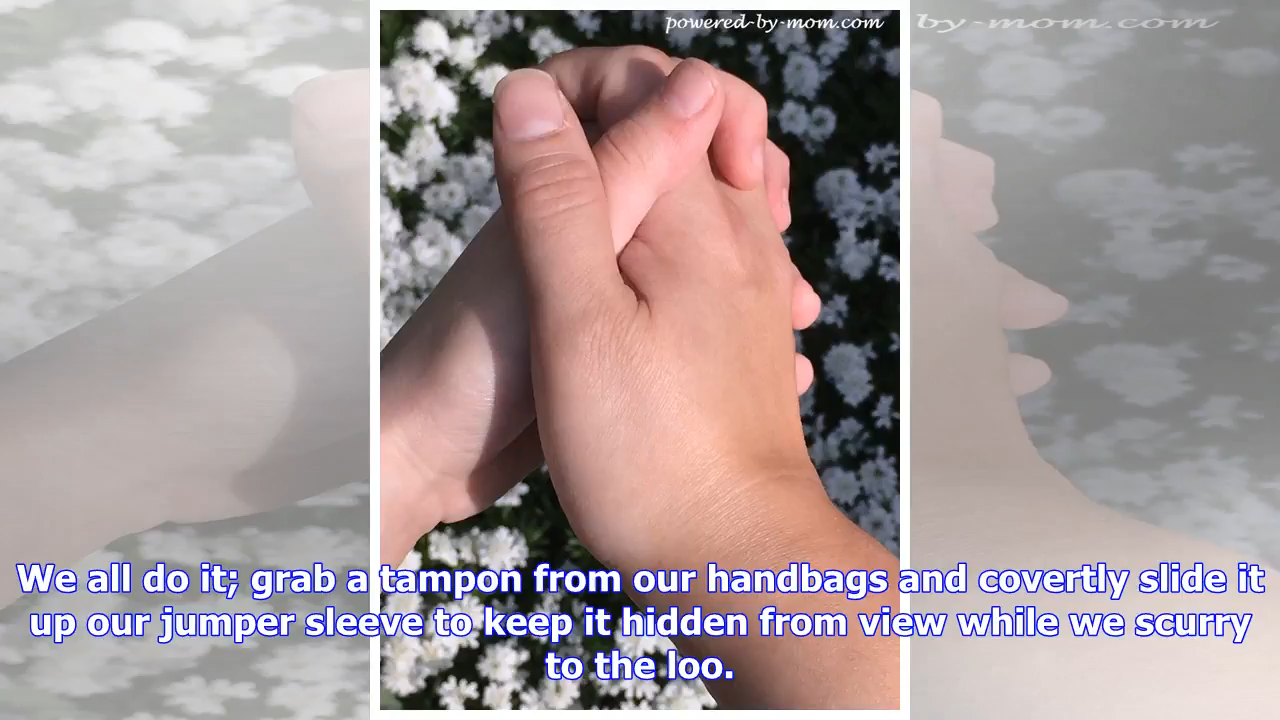 powered-by-mom.com
by-mom.com
We all do it; grab a tampon from our handbags and covertly slide it
up our jumper sleeve to keep it hidden from view while we scurry
to the loo.